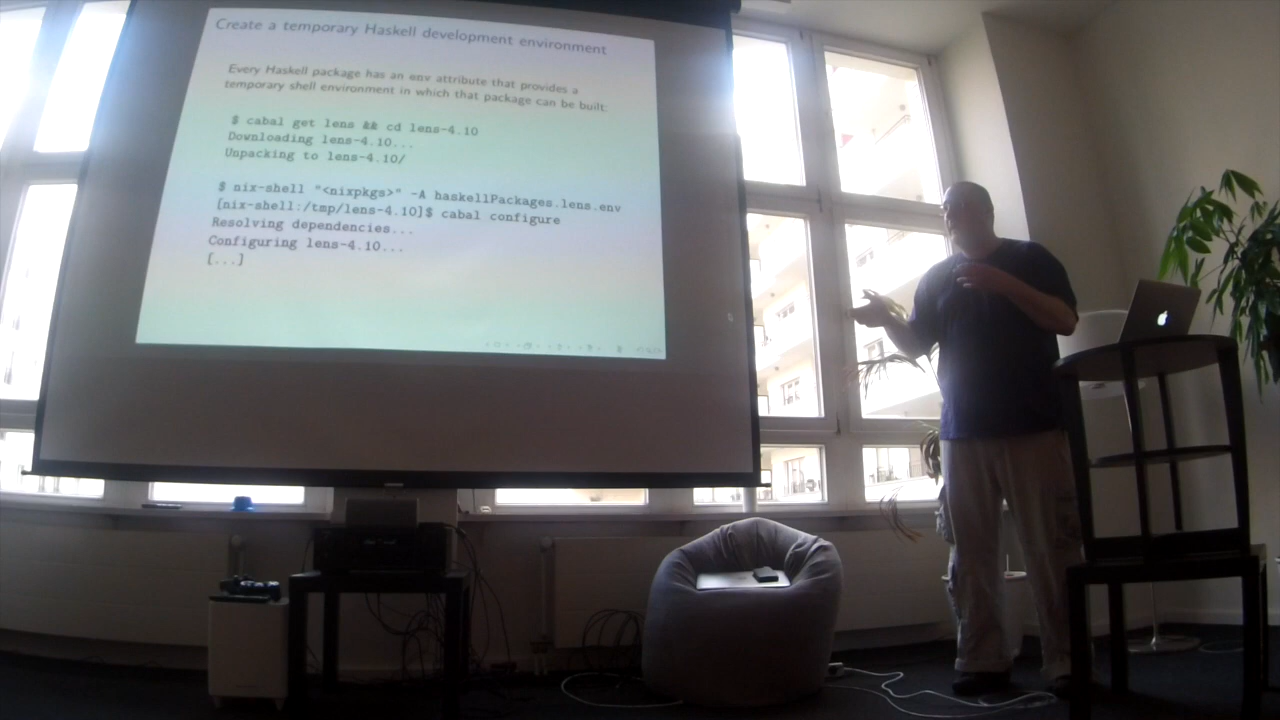 Create a temporary Haskell development environment
Every Haskell package has an env attribute that provides a
temporary shell environment in which that package can be built:
$ cabal get lens && cd lens-4.10
Downloading lens-4.10...
Unpacking to lens-4.10/
$ nix-shell "<nixpkgs>" -A haskellPackages.lens.env
[nix-shell:/tmp/lens-4.10]$ cabal configure
Resolving dependencies...
Configuring lens-4.10...
[...]